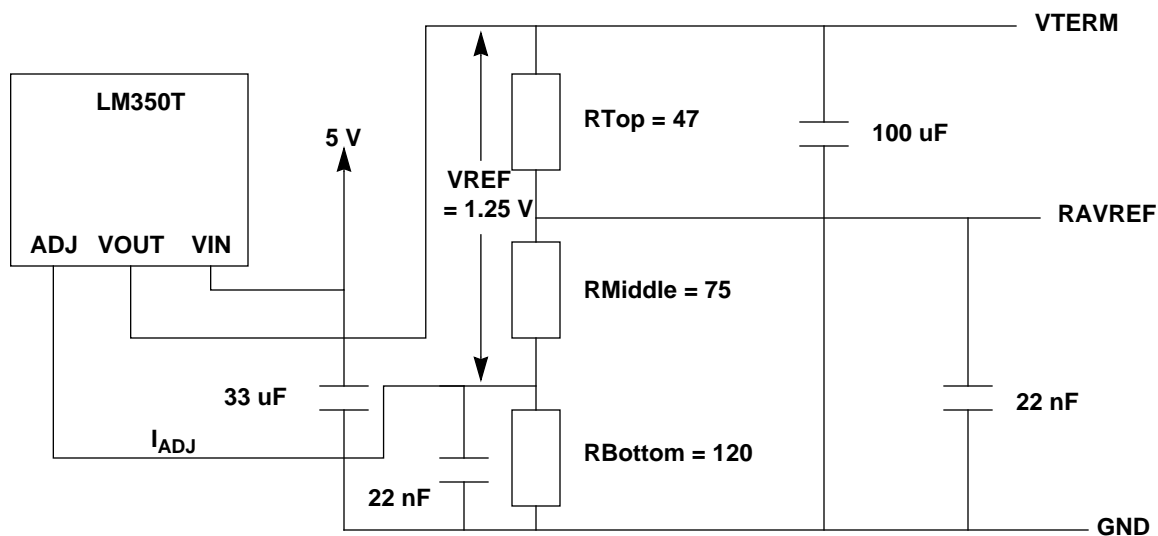 VTERM
LM350T
RTop = 47
100 uF
5 V
VREF
= 1.25 V
RAVREF
ADJ VOUT VIN
RMiddle = 75
33 uF
22 nF
I_ADJ
RBottom = 120
22 nF
GND